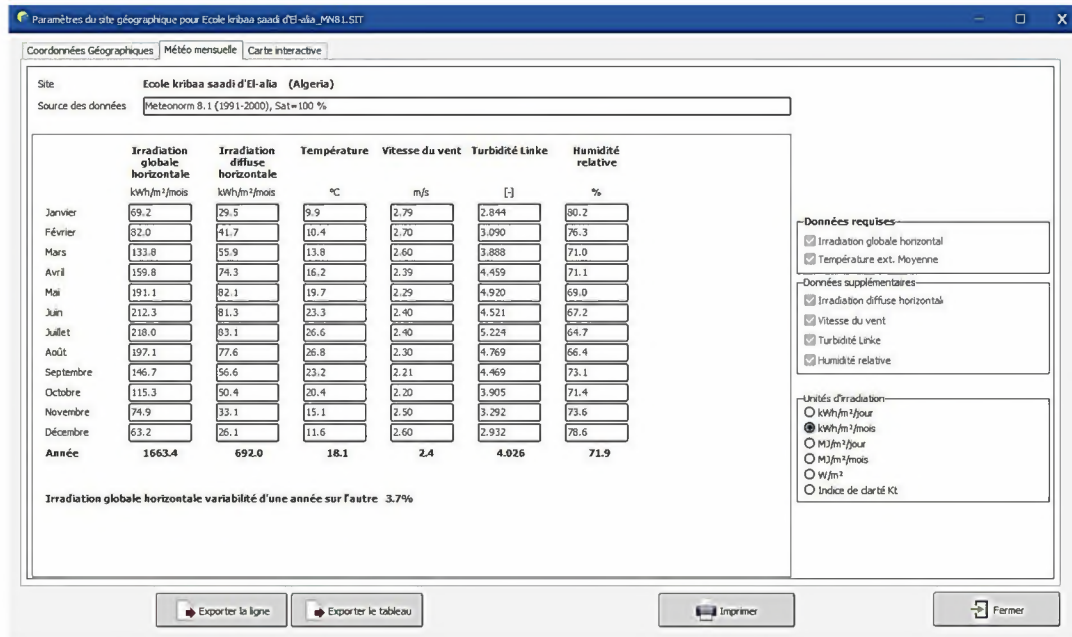 Paramètres du site géographique pour Ecole kribaa saadi d'El-alia_MN81.SIT
Coordonnées Géographiques Météo mensuelle Carte interactive
Site Ecole kribaa saadi d'El-alia (Algeria)
Source des données Meteonorm 8.1 (1991-2000), Sat=100 %
Irradiation globale horizontale Irradiation diffuse horizontale Température Vitesse du vent Turbidité Linke Humidité relative
kWh/m²/mois kWh/m²/mois °C m/s [-] %
Janvier 69.2 29.5 9.9 2.79 2.844 80.2
Février 82.0 41.7 10.4 2.70 3.090 76.3
Mars 133.8 55.9 13.8 2.60 3.888 71.0
Avril 159.8 74.3 16.2 2.39 4.459 71.1
Mai 191.1 82.1 19.7 2.29 4.920 69.0
Juin 212.3 81.3 23.3 2.40 4.521 67.2
Juillet 218.0 83.1 26.6 2.40 5.224 64.7
Août 197.1 77.6 26.8 2.30 4.769 66.4
Septembre 146.7 56.6 23.2 2.21 4.469 73.1
Octobre 115.3 50.4 20.4 2.20 3.905 71.4
Novembre 74.9 33.1 15.1 2.50 3.292 73.6
Décembre 63.2 26.1 11.6 2.60 2.932 78.6
Année 1663.4 692.0 18.1 2.4 4.026 71.9
Irradiation globale horizontale variabilité d'une année sur l'autre 3.7%
Données requises
Irradiation globale horizontal
Température ext. Moyenne
Données supplémentaires
Irradiation diffuse horizontal
Vitesse du vent
Turbidité Linke
Humidité relative
Unités d'irradiation
kWh/m²/jour
kWh/m²/mois
MJ/m²/jour
MJ/m²/mois
W/m²
Indice de clarté Kt
Exporter la ligne Exporter le tableau Imprimer Fermer